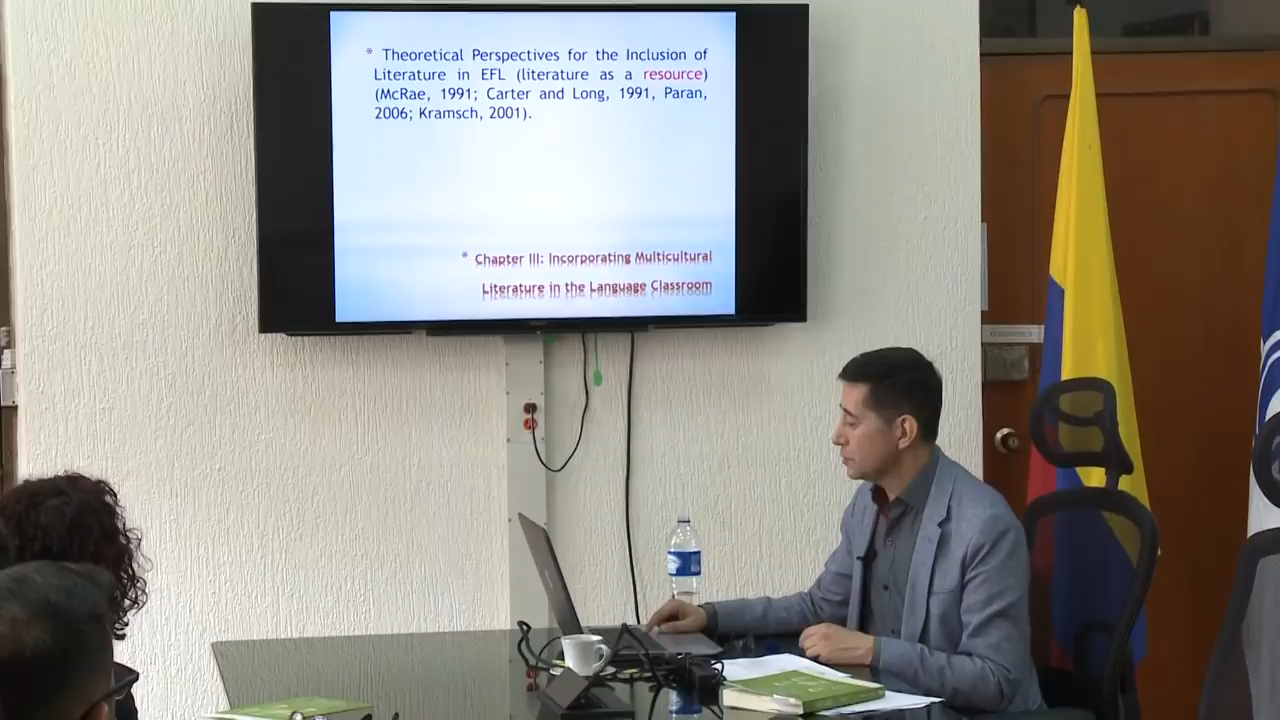 * Theoretical Perspectives for the Inclusion of
Literature in EFL (literature as a resource)
(McRae, 1991; Carter and Long, 1991, Paran,
2006; Kramsch, 2001).
* Chapter III: Incorporating Multicultural
Literature in the Language Classroom